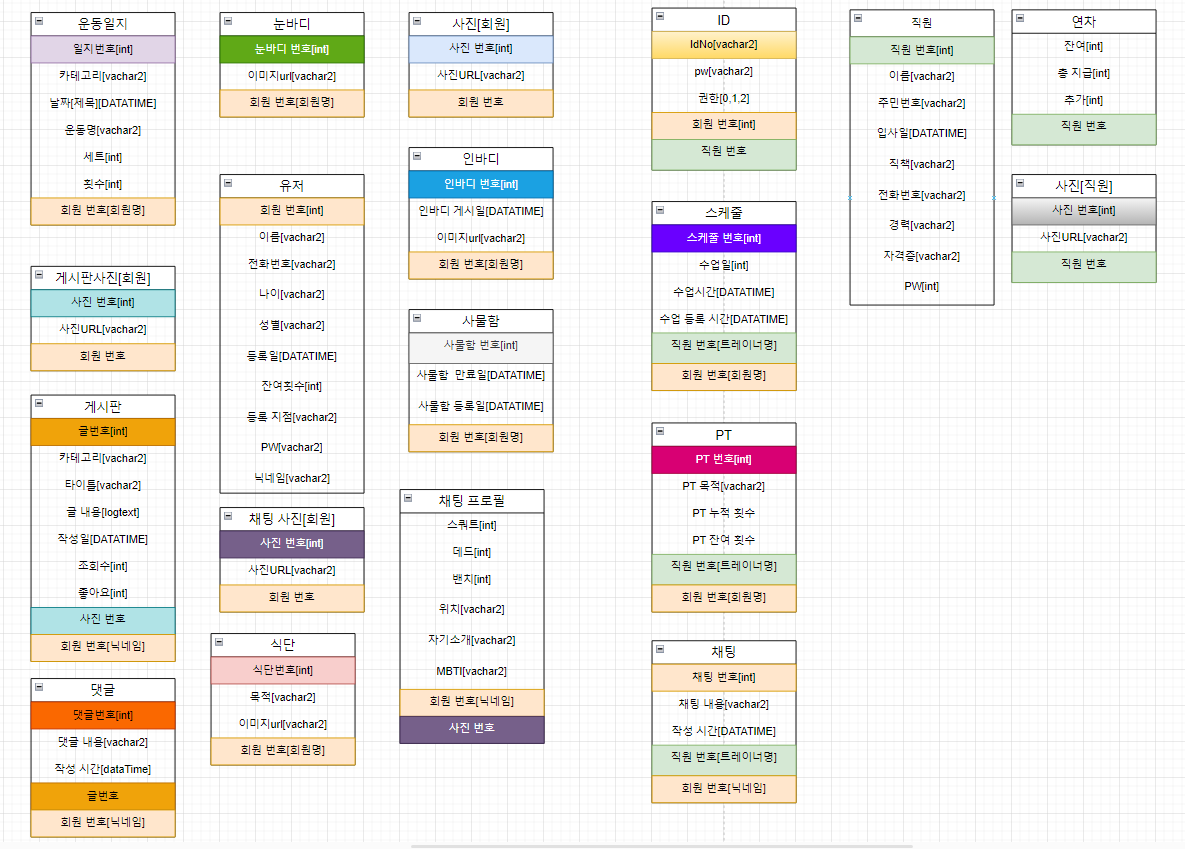 운동일지
일지번호[int]
카테고리[vachar2]
날짜[제목][DATATIME]
운동명[vachar2]
세트[int]
횟수[int]
회원 번호[회원명]
게시판사진[회원]
사진 번호[int]
사진URL[vachar2]
회원 번호
게시판
글번호[int]
카테고리[vachar2]
타이틀[vachar2]
글 내용[logtext]
작성일[DATATIME]
조회수[int]
좋아요[int]
사진 번호
회원 번호[닉네임]
댓글
댓글번호[int]
댓글 내용[vachar2]
작성 시간[dataTime]
글번호
회원 번호[닉네임]
눈바디
눈바디 번호[int]
이미지url[vachar2]
회원 번호[회원명]
유저
회원 번호[int]
이름[vachar2]
전화번호[vachar2]
나이[vachar2]
성별[vachar2]
등록일[DATATIME]
잔여횟수[int]
등록 지점[vachar2]
PW[vachar2]
닉네임[vachar2]
채팅 사진[회원]
사진 번호[int]
사진URL[vachar2]
회원 번호
식단
식단번호[int]
목적[vachar2]
이미지url[vachar2]
회원 번호[회원명]
사진[회원]
사진 번호[int]
사진URL[vachar2]
회원 번호
인바디
인바디 번호[int]
인바디 게시일[DATATIME]
이미지url[vachar2]
회원 번호[회원명]
사물함
사물함 번호[int]
사물함 만료일[DATATIME]
사물함 등록일[DATATIME]
회원 번호[회원명]
채팅 프로필
스쿼트[int]
데드[int]
밴치[int]
위치[vachar2]
자기소개[vachar2]
MBTI[vachar2]
회원 번호[닉네임]
사진 번호
ID
IdNo[vachar2]
pw[vachar2]
권한[0,1,2]
회원 번호[int]
직원 번호
스케줄
스케줄 번호[int]
수업일[int]
수업시간[DATATIME]
수업 등록 시간[DATATIME]
직원 번호[트레이너명]
회원 번호[회원명]
PT
PT 번호[int]
PT 목적[vachar2]
PT 누적 횟수
PT 잔여 횟수
직원 번호[트레이너명]
회원 번호[회원명]
채팅
채팅 번호[int]
채팅 내용[vachar2]
작성 시간[DATATIME]
직원 번호[트레이너명]
회원 번호[닉네임]
직원
직원 번호[int]
이름[vachar2]
주민번호[vachar2]
입사일[DATATIME]
직책[vachar2]
전화번호[vachar2]
경력[vachar2]
자격증[vachar2]
PW[int]
연차
잔여[int]
총 지급[int]
추가[int]
직원 번호
사진[직원]
사진 번호[int]
사진URL[vachar2]
직원 번호